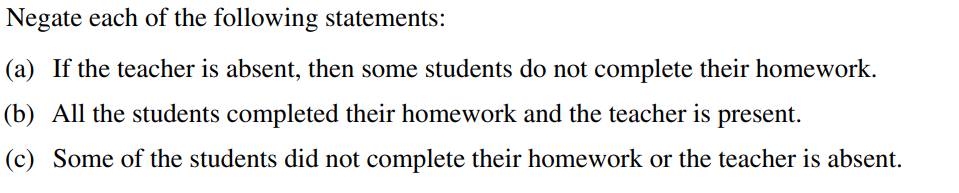 Negate each of the following statements:
(a) If the teacher is absent, then some students do not complete their homework.
(b) All the students completed their homework and the teacher is present.
(c) Some of the students did not complete their homework or the teacher is absent.